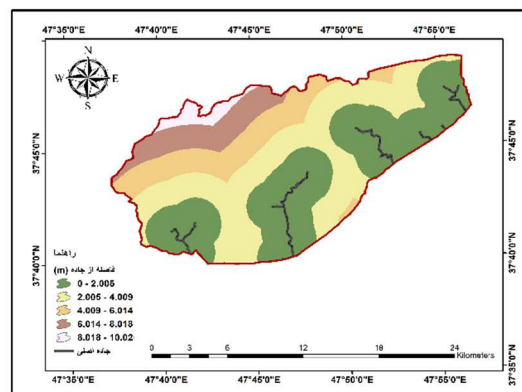 47°35'0"E 47°40'0"E 47°45'0"E 47°50'0"E 47°55'0"E
N
W E
S
37°45'0"N 37°45'0"N
37°40'0"N 37°40'0"N
37°35'0"N
راهنما
فاصله از جاده (m)
0 - 2.005
2.005 - 4.009
4.009 - 6.014
6.014 - 8.018
8.018 - 10.02
جاده اصلی
0 3 6 12 18 24
Kilometers
47°35'0"E 47°40'0"E 47°45'0"E 47°50'0"E 47°55'0"E